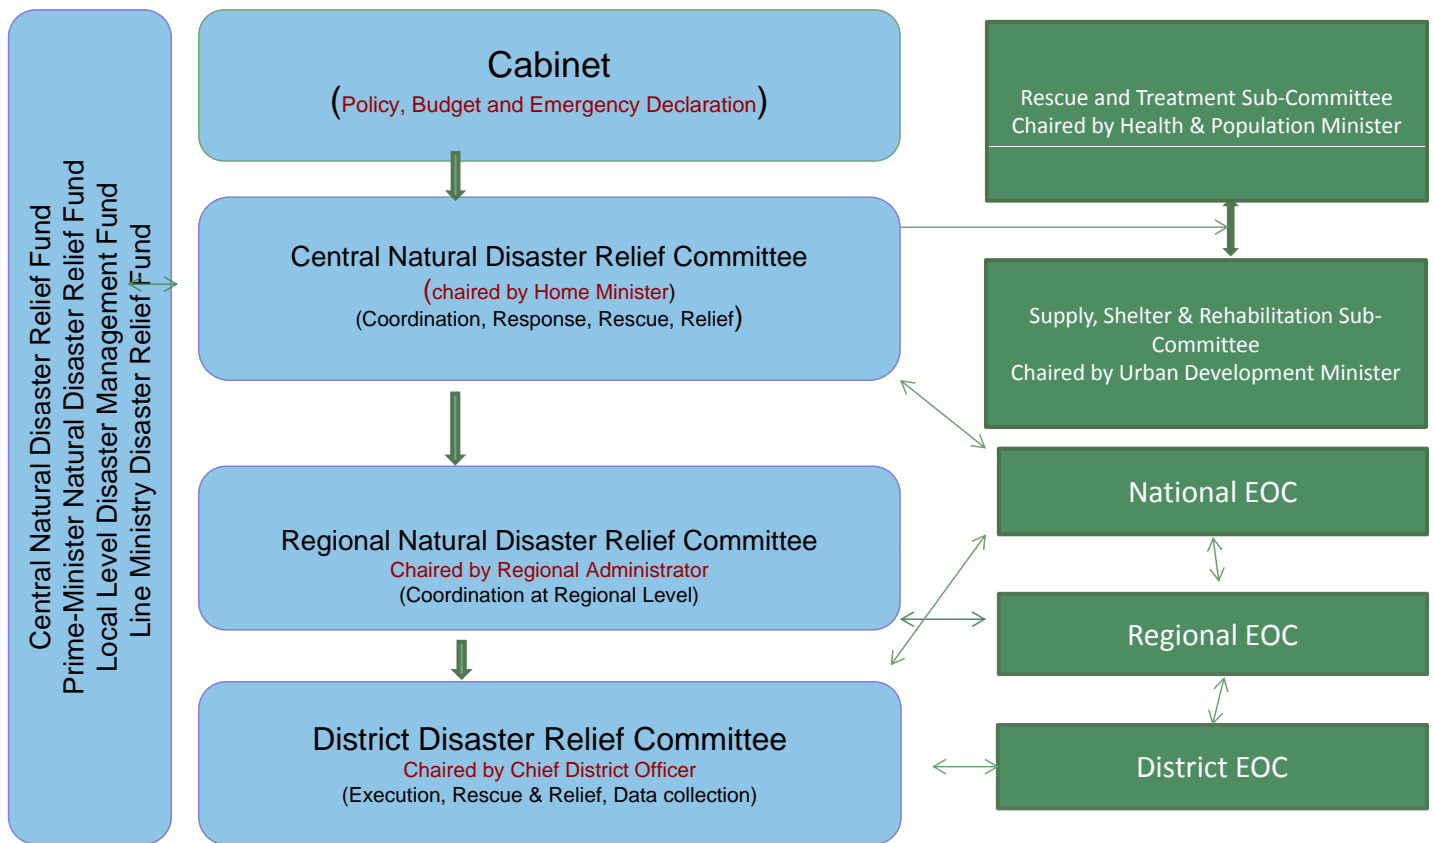 Central Natural Disaster Relief Fund
Prime-Minister Natural Disaster Relief Fund
Local Level Disaster Management Fund
Line Ministry Disaster Relief Fund
Cabinet
(Policy, Budget and Emergency Declaration)
Central Natural Disaster Relief Committee
(chaired by Home Minister)
(Coordination, Response, Rescue, Relief)
Regional Natural Disaster Relief Committee
Chaired by Regional Administrator
(Coordination at Regional Level)
District Disaster Relief Committee
Chaired by Chief District Officer
(Execution, Rescue & Relief, Data collection)
Rescue and Treatment Sub-Committee
Chaired by Health & Population Minister
Supply, Shelter & Rehabilitation Sub-
Committee
Chaired by Urban Development Minister
National EOC
Regional EOC
District EOC